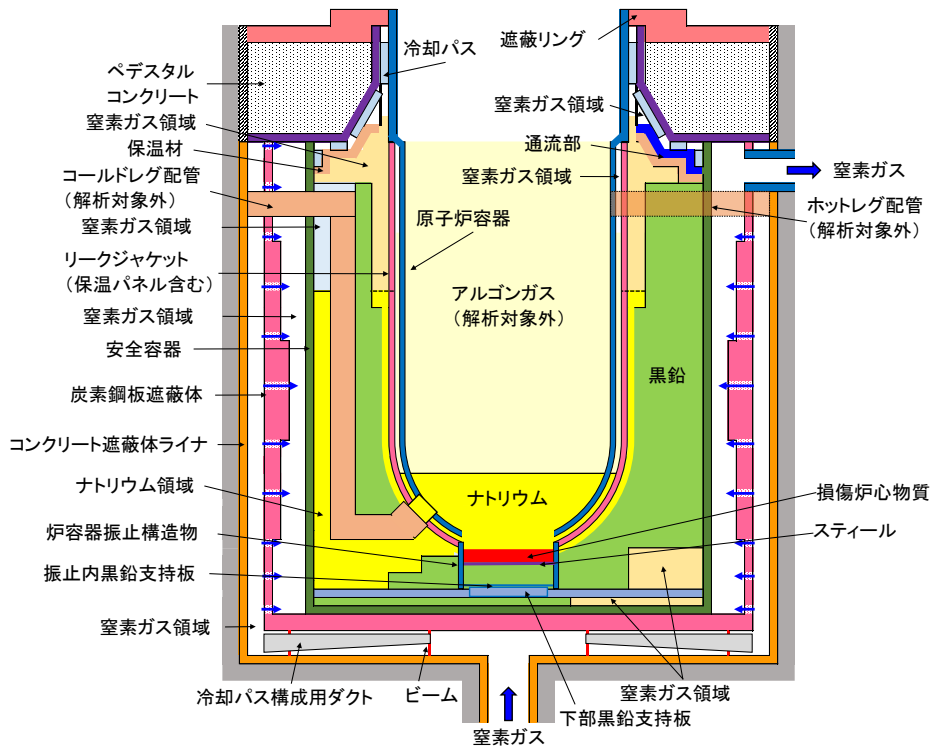 ペデスタル
コンクリート
窒素ガス領域
保温材
コールドレグ配管
(解析対象外)
窒素ガス領域
リークジャケット
(保温パネル含む)
窒素ガス領域
安全容器
炭素鋼板遮蔽体
コンクリート遮蔽体ライナ
ナトリウム領域
炉容器振止構造物
振止内黒鉛支持板
窒素ガス領域
冷却パス構成用ダクト
ビーム
窒素ガス
下部黒鉛支持板
窒素ガス領域
冷却パス
遮蔽リング
窒素ガス領域
通流部
窒素ガス領域
窒素ガス
ホットレグ配管
(解析対象外)
原子炉容器
アルゴンガス
(解析対象外)
黒鉛
ナトリウム
損傷炉心物質
スティール